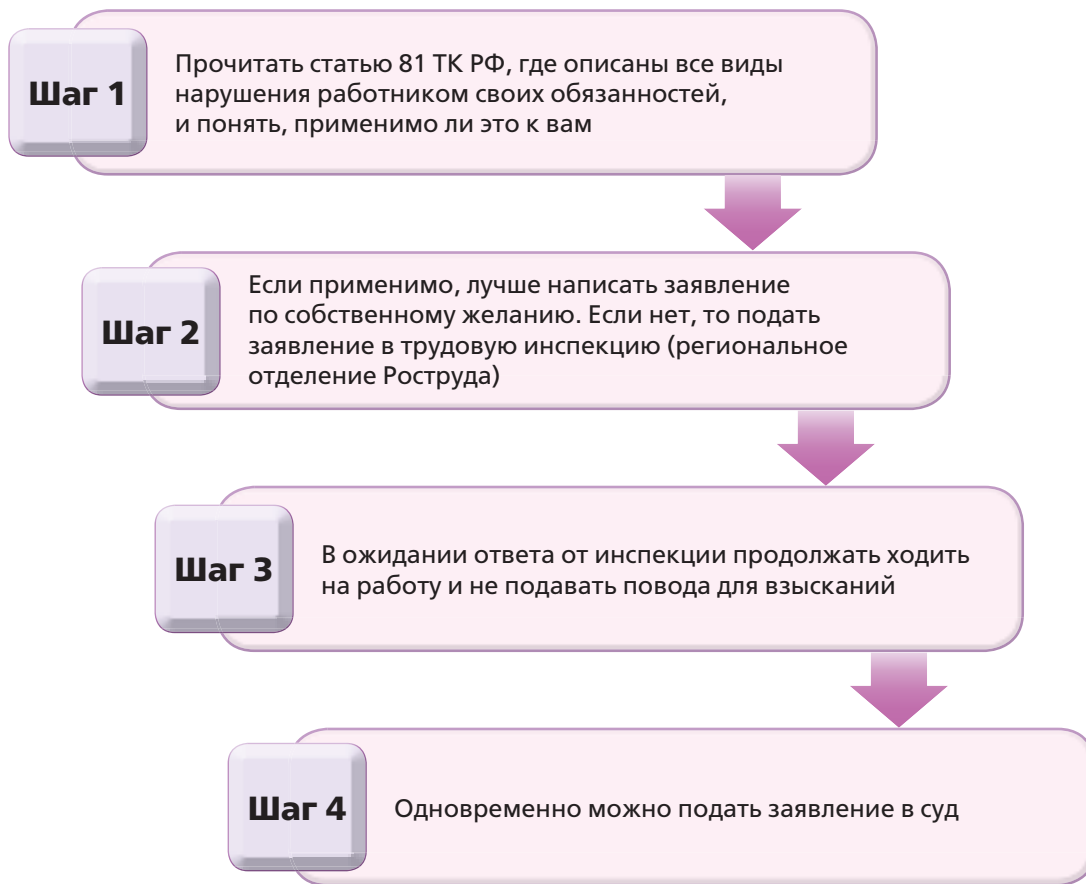 Шаг 1
Прочитать статью 81 ТК РФ, где описаны все виды
нарушения работником своих обязанностей,
и понять, применимо ли это к вам
Шаг 2
Если применимо, лучше написать заявление
по собственному желанию. Если нет, то подать
заявление в трудовую инспекцию (региональное
отделение Роструда)
Шаг 3
В ожидании ответа от инспекции продолжать ходить
на работу и не подавать повода для взысканий
Шаг 4
Одновременно можно подать заявление в суд